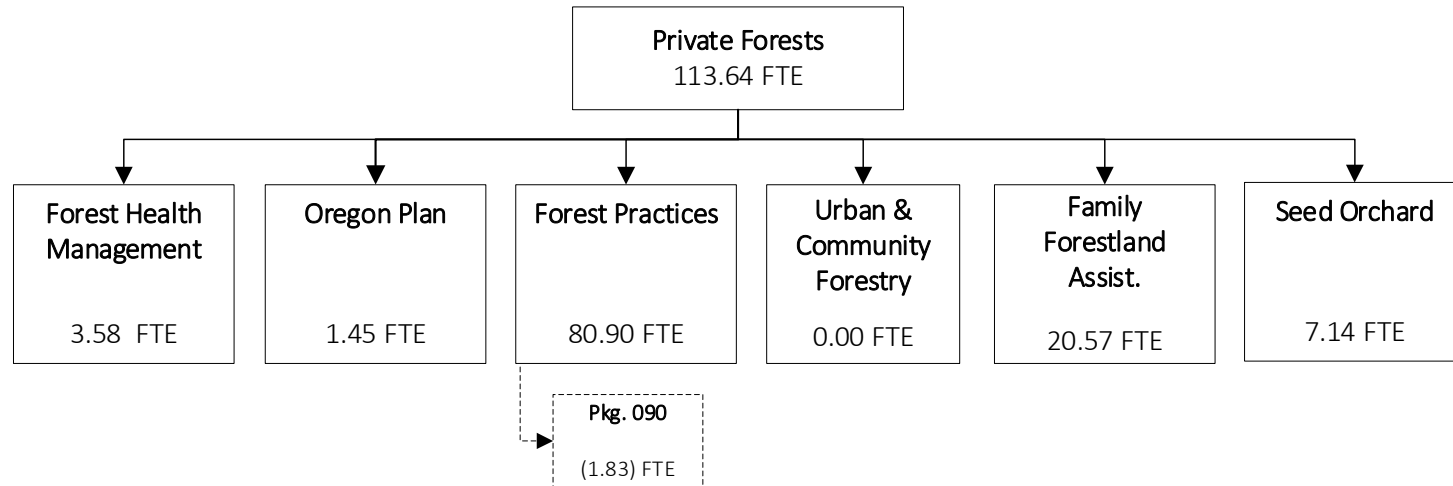 Private Forests
113.64 FTE
Forest Health
Management
3.58 FTE
Oregon Plan
1.45 FTE
Forest Practices
80.90 FTE
Urban &
Community
Forestry
0.00 FTE
Family
Forestland
Assist.
20.57 FTE
Seed Orchard
7.14 FTE
Pkg. 090
(1.83) FTE